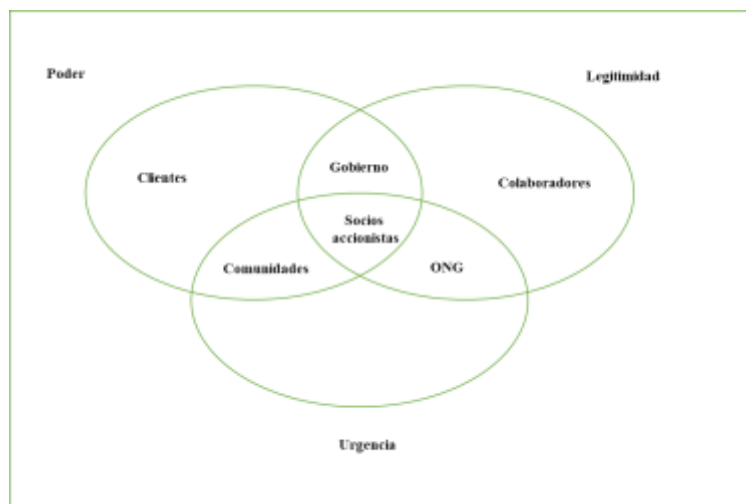 Poder
Legitimidad
Gobierno
Clientes
Colaboradores
Socios
accionistas
Comunidades
ONG
Urgencia